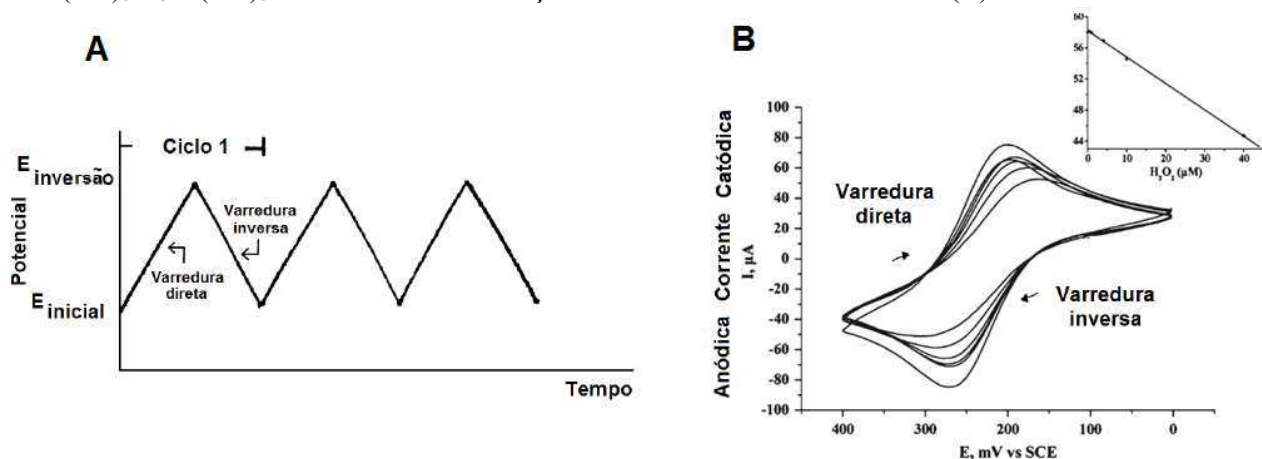 A
E inversão
Ciclo 1
Potencial
Varredura
direta
Varredura
inversa
E inicial
Tempo
B
60
56
52
48
44
0
10
20
30
40
H₂O₂ (µM)
Anódica Corrente Catódica
I, µA
100
80
60
40
20
0
-20
-40
-60
-80
-100
Varredura
direta
Varredura
inversa
400
300
200
100
0
E, mV vs SCE